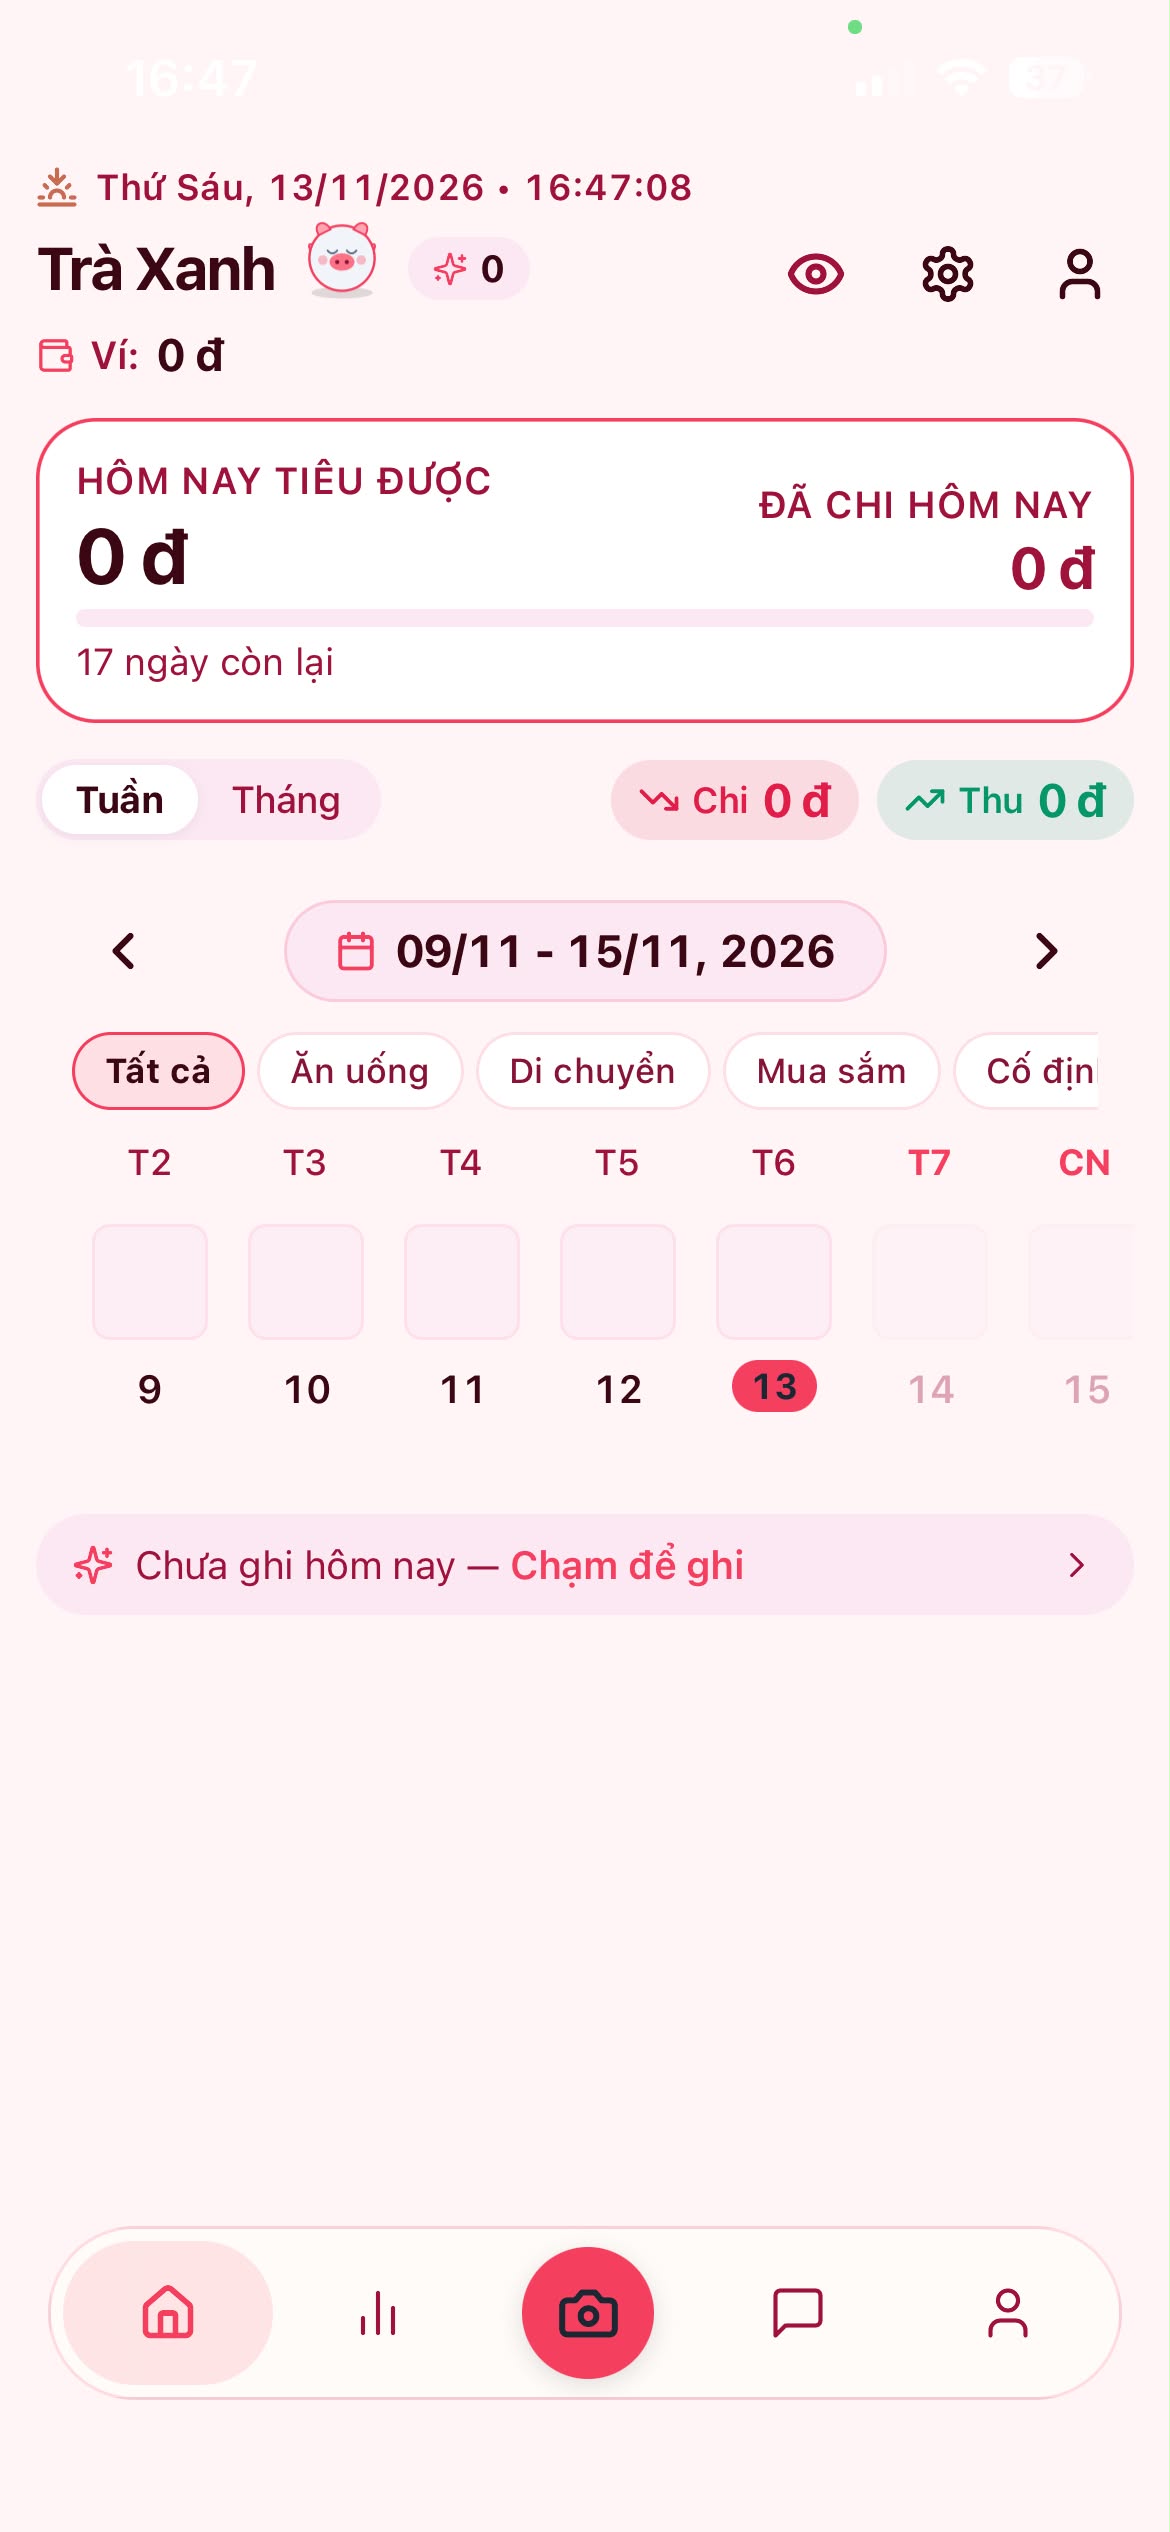 16:47
37
Thứ Sáu, 13/11/2026 • 16:47:08
Trà Xanh 0
Ví: 0 đ
HÔM NAY TIÊU ĐƯỢC
ĐÃ CHI HÔM NAY
0 đ
0 đ
17 ngày còn lại
Tuần Tháng Chi 0 đ Thu 0 đ
09/11 - 15/11, 2026
Tất cả Ăn uống Di chuyển Mua sắm Cố địn
T2 T3 T4 T5 T6 T7 CN
9 10 11 12 13 14 15
Chưa ghi hôm nay — Chạm để ghi